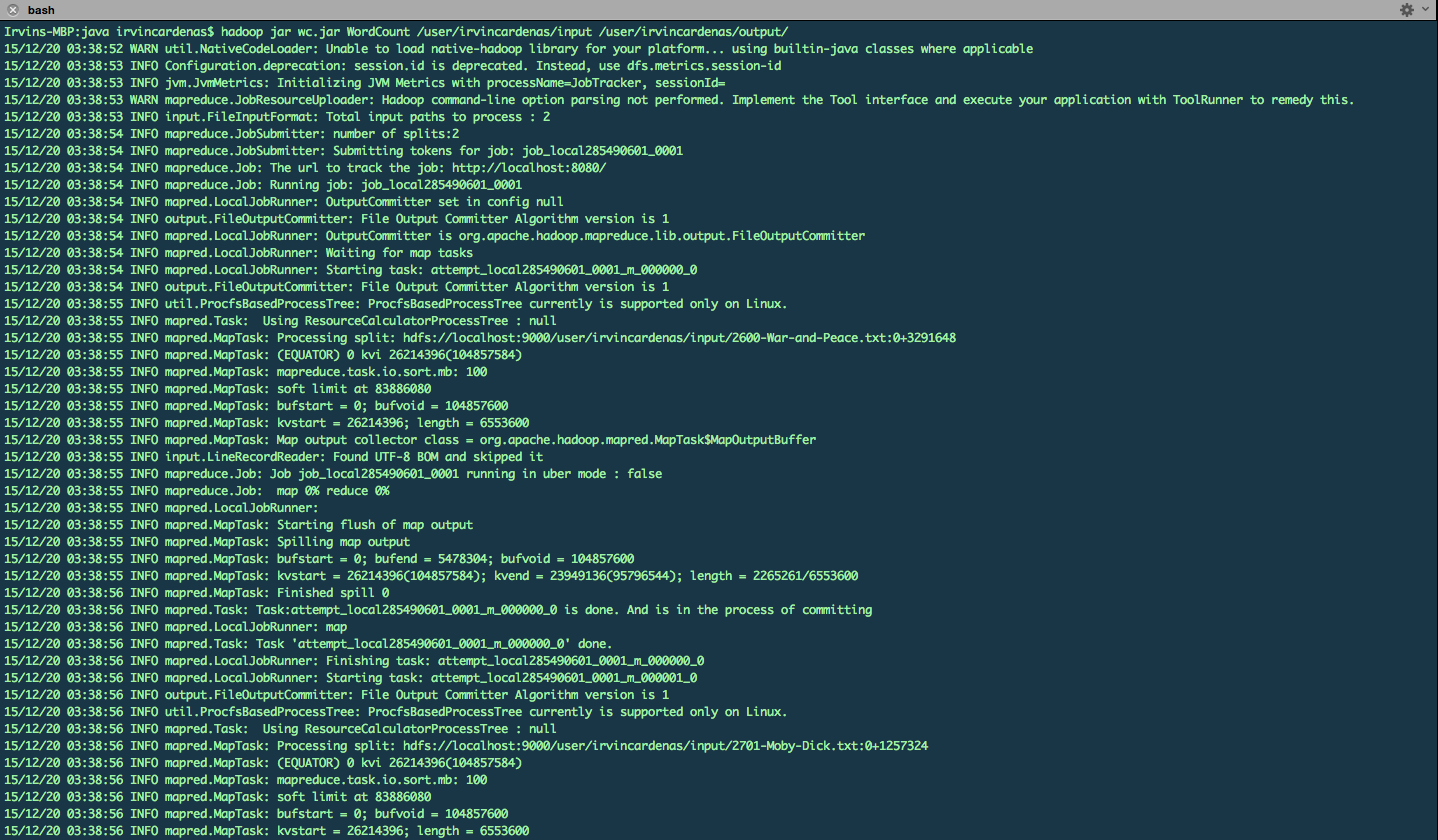 bash
Irvins-MBP:java irvincardenas$ hadoop jar wc.jar WordCount /user/irvincardenas/input /user/irvincardenas/output/
15/12/20 03:38:52 WARN util.NativeCodeLoader: Unable to load native-hadoop library for your platform... using builtin-java classes where applicable
15/12/20 03:38:53 INFO Configuration.deprecation: session.id is deprecated. Instead, use dfs.metrics.session-id
15/12/20 03:38:53 INFO jvm.JvmMetrics: Initializing JVM Metrics with processName=JobTracker, sessionId=
15/12/20 03:38:53 WARN mapreduce.JobResourceUploader: Hadoop command-line option parsing not performed. Implement the Tool interface and execute your application with ToolRunner to remedy this.
15/12/20 03:38:53 INFO input.FileInputFormat: Total input paths to process : 2
15/12/20 03:38:54 INFO mapreduce.JobSubmitter: number of splits:2
15/12/20 03:38:54 INFO mapreduce.JobSubmitter: Submitting tokens for job: job_local285490601_0001
15/12/20 03:38:54 INFO mapreduce.Job: The url to track the job: http://localhost:8080/
15/12/20 03:38:54 INFO mapreduce.Job: Running job: job_local285490601_0001
15/12/20 03:38:54 INFO mapred.LocalJobRunner: OutputCommitter set in config null
15/12/20 03:38:54 INFO output.FileOutputCommitter: File Output Committer Algorithm version is 1
15/12/20 03:38:54 INFO mapred.LocalJobRunner: OutputCommitter is org.apache.hadoop.mapreduce.lib.output.FileOutputCommitter
15/12/20 03:38:54 INFO mapred.LocalJobRunner: Waiting for map tasks
15/12/20 03:38:54 INFO mapred.LocalJobRunner: Starting task: attempt_local285490601_0001_m_000000_0
15/12/20 03:38:54 INFO output.FileOutputCommitter: File Output Committer Algorithm version is 1
15/12/20 03:38:55 INFO util.ProcfsBasedProcessTree: ProcfsBasedProcessTree currently is supported only on Linux.
15/12/20 03:38:55 INFO mapred.Task:  Using ResourceCalculatorProcessTree : null
15/12/20 03:38:55 INFO mapred.MapTask: Processing split: hdfs://localhost:9000/user/irvincardenas/input/2600-War-and-Peace.txt:0+3291648
15/12/20 03:38:55 INFO mapred.MapTask: (EQUATOR) 0 kvi 26214396(104857584)
15/12/20 03:38:55 INFO mapred.MapTask: mapreduce.task.io.sort.mb: 100
15/12/20 03:38:55 INFO mapred.MapTask: soft limit at 83886080
15/12/20 03:38:55 INFO mapred.MapTask: bufstart = 0; bufvoid = 104857600
15/12/20 03:38:55 INFO mapred.MapTask: kvstart = 26214396; length = 6553600
15/12/20 03:38:55 INFO mapred.MapTask: Map output collector class = org.apache.hadoop.mapred.MapTask$MapOutputBuffer
15/12/20 03:38:55 INFO input.LineRecordReader: Found UTF-8 BOM and skipped it
15/12/20 03:38:55 INFO mapreduce.Job: Job job_local285490601_0001 running in uber mode : false
15/12/20 03:38:55 INFO mapreduce.Job:  map 0% reduce 0%
15/12/20 03:38:55 INFO mapred.LocalJobRunner:
15/12/20 03:38:55 INFO mapred.MapTask: Starting flush of map output
15/12/20 03:38:55 INFO mapred.MapTask: Spilling map output
15/12/20 03:38:55 INFO mapred.MapTask: bufstart = 0; bufend = 5478304; bufvoid = 104857600
15/12/20 03:38:55 INFO mapred.MapTask: kvstart = 26214396(104857584); kvend = 23949136(95796544); length = 2265261/6553600
15/12/20 03:38:56 INFO mapred.MapTask: Finished spill 0
15/12/20 03:38:56 INFO mapred.Task: Task:attempt_local285490601_0001_m_000000_0 is done. And is in the process of committing
15/12/20 03:38:56 INFO mapred.LocalJobRunner: map
15/12/20 03:38:56 INFO mapred.Task: Task 'attempt_local285490601_0001_m_000000_0' done.
15/12/20 03:38:56 INFO mapred.LocalJobRunner: Finishing task: attempt_local285490601_0001_m_000000_0
15/12/20 03:38:56 INFO mapred.LocalJobRunner: Starting task: attempt_local285490601_0001_m_000001_0
15/12/20 03:38:56 INFO output.FileOutputCommitter: File Output Committer Algorithm version is 1
15/12/20 03:38:56 INFO util.ProcfsBasedProcessTree: ProcfsBasedProcessTree currently is supported only on Linux.
15/12/20 03:38:56 INFO mapred.Task:  Using ResourceCalculatorProcessTree : null
15/12/20 03:38:56 INFO mapred.MapTask: Processing split: hdfs://localhost:9000/user/irvincardenas/input/2701-Moby-Dick.txt:0+1257324
15/12/20 03:38:56 INFO mapred.MapTask: (EQUATOR) 0 kvi 26214396(104857584)
15/12/20 03:38:56 INFO mapred.MapTask: mapreduce.task.io.sort.mb: 100
15/12/20 03:38:56 INFO mapred.MapTask: soft limit at 83886080
15/12/20 03:38:56 INFO mapred.MapTask: bufstart = 0; bufvoid = 104857600
15/12/20 03:38:56 INFO mapred.MapTask: kvstart = 26214396; length = 6553600